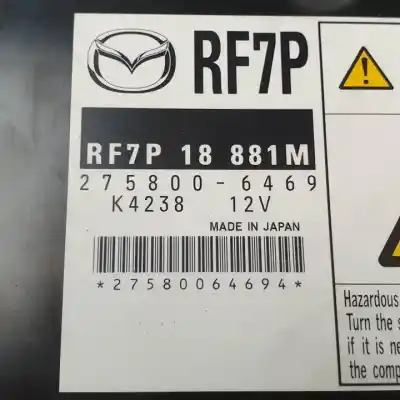 RF7P
RF7P 18 881M
275800-6469
K4238 12V
MADE IN JAPAN
*27580064694*
Hazardous
Turn the
if it is ne
the comp